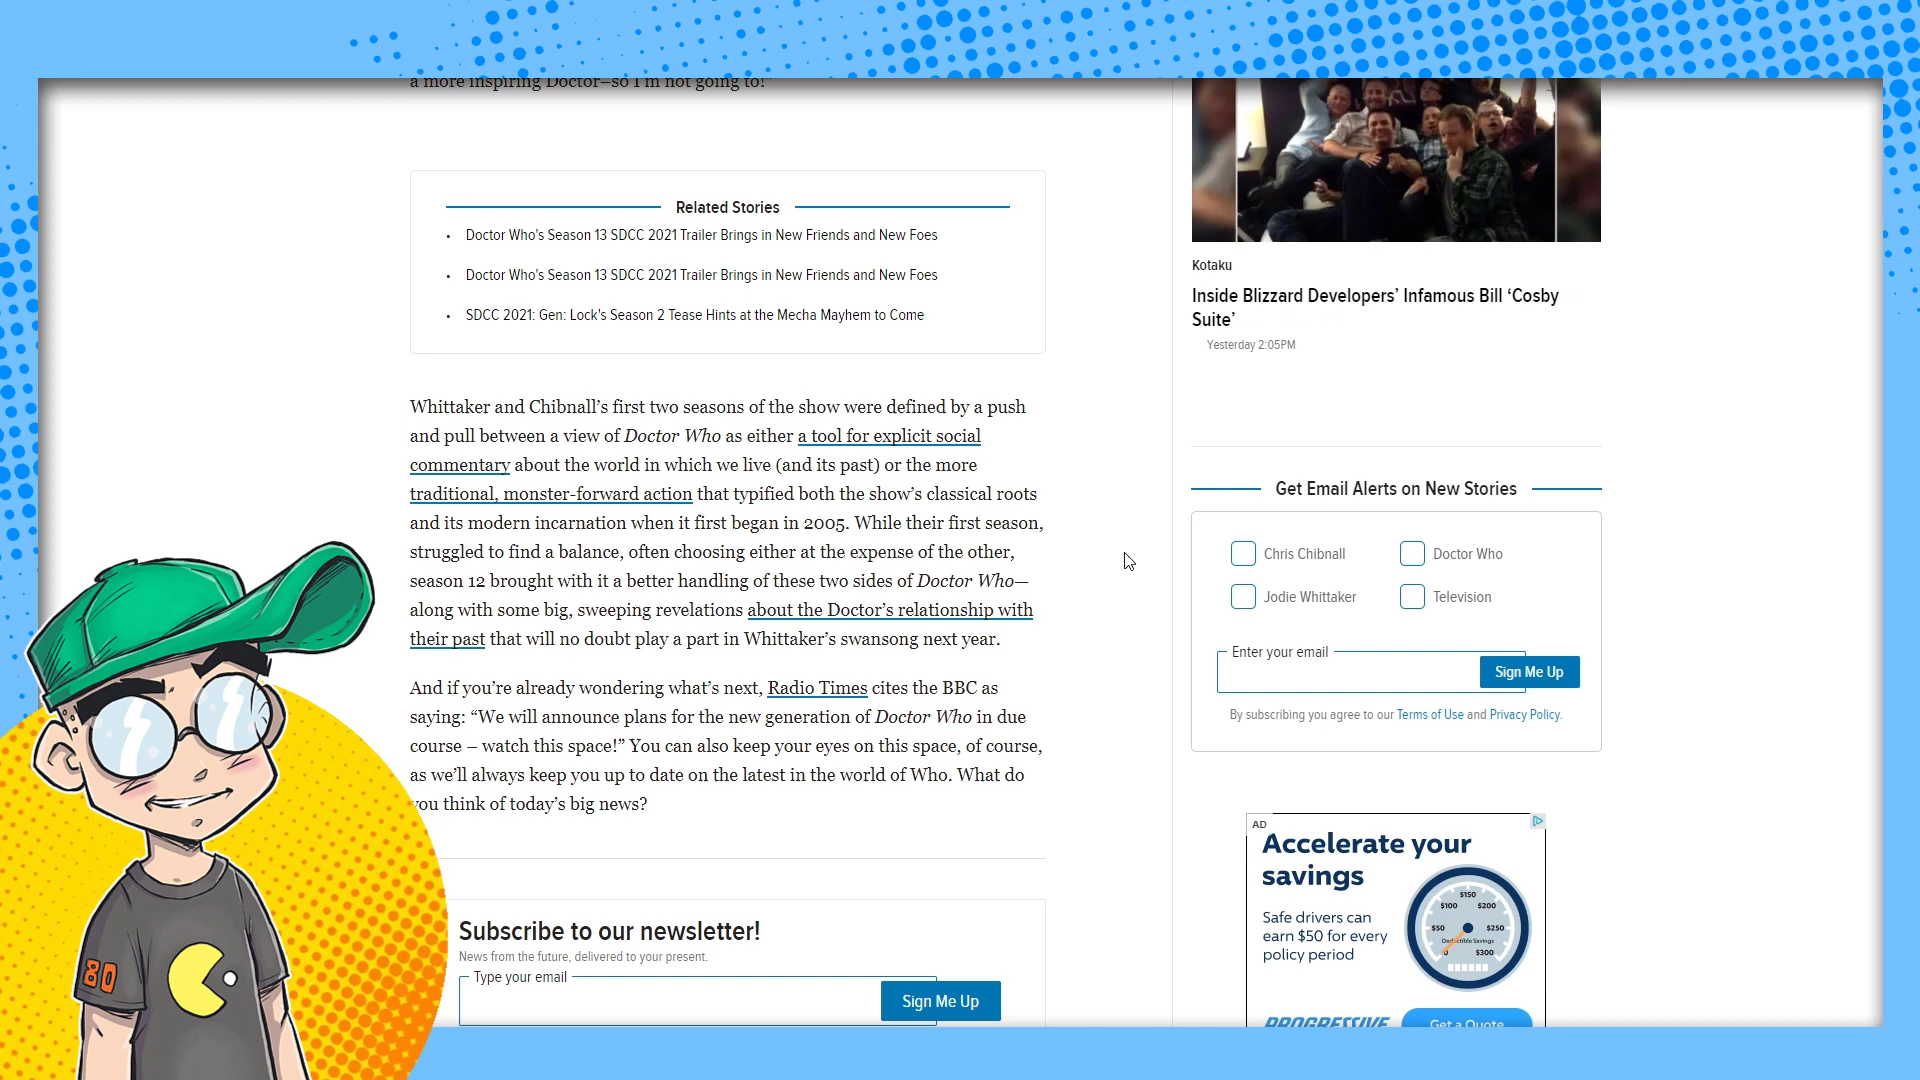 a more inspiring Doctor–so I'm not going to!"
Related Stories
• Doctor Who's Season 13 SDCC 2021 Trailer Brings in New Friends and New Foes
• Doctor Who's Season 13 SDCC 2021 Trailer Brings in New Friends and New Foes
• SDCC 2021: Gen: Lock's Season 2 Tease Hints at the Mecha Mayhem to Come
Whittaker and Chibnall’s first two seasons of the show were defined by a push
and pull between a view of Doctor Who as either a tool for explicit social
commentary about the world in which we live (and its past) or the more
traditional, monster-forward action that typified both the show’s classical roots
and its modern incarnation when it first began in 2005. While their first season,
struggled to find a balance, often choosing either at the expense of the other,
season 12 brought with it a better handling of these two sides of Doctor Who—
along with some big, sweeping revelations about the Doctor’s relationship with
their past that will no doubt play a part in Whittaker’s swansong next year.
And if you’re already wondering what’s next, Radio Times cites the BBC as
saying: “We will announce plans for the new generation of Doctor Who in due
course – watch this space!” You can also keep your eyes on this space, of course,
as we’ll always keep you up to date on the latest in the world of Who. What do
you think of today’s big news?
Subscribe to our newsletter!
News from the future, delivered to your present.
Type your email
Sign Me Up
Kotaku
Inside Blizzard Developers’ Infamous Bill ‘Cosby
Suite’
Yesterday 2:05PM
Get Email Alerts on New Stories
Chris Chibnall
Doctor Who
Jodie Whittaker
Television
Enter your email
Sign Me Up
By subscribing you agree to our Terms of Use and Privacy Policy.
AD
Accelerate your
savings
Safe drivers can
earn $50 for every
policy period
$150
$100 $200
$50 $250
Deductible Savings
0 $300
PROGRESSIVE
Get a Quote
80